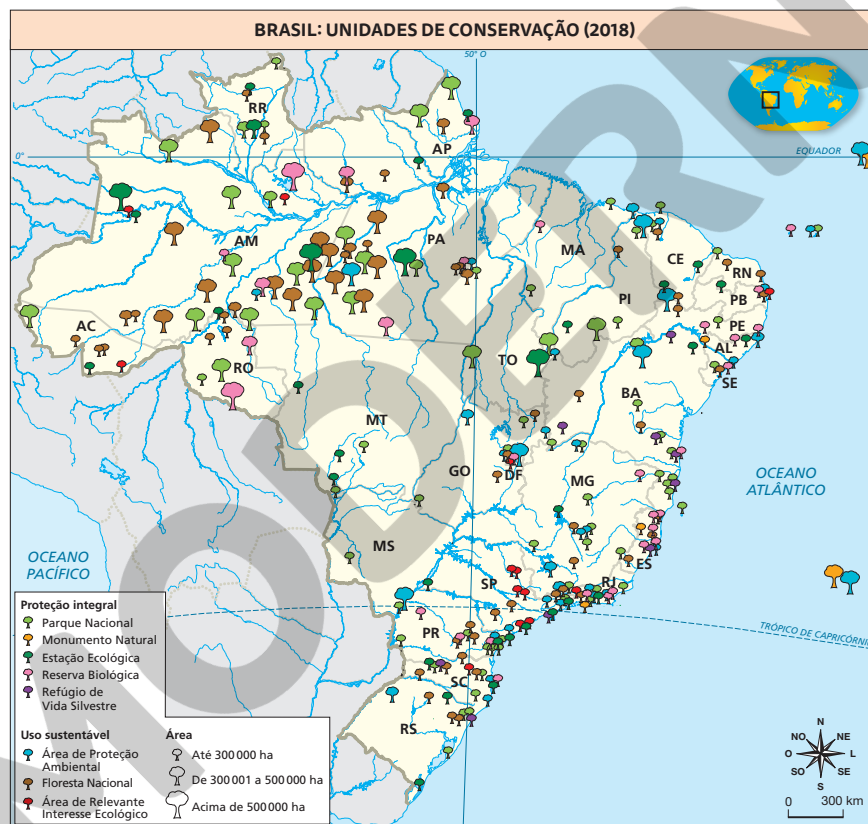 BRASIL: UNIDADES DE CONSERVAÇÃO (2018)
50° O
EQUADOR
0°
RR
AP
AM
PA
MA
CE
RN
PB
PE
AL
SE
PI
AC
RO
TO
BA
MT
GO
DF
MG
MS
ES
SP
RJ
PR
SC
RS
OCEANO
ATLÂNTICO
OCEANO
PACÍFICO
TRÓPICO DE CAPRICÓRNIO
Proteção integral
Parque Nacional
Monumento Natural
Estação Ecológica
Reserva Biológica
Refúgio de
Vida Silvestre
Uso sustentável
Área de Proteção
Ambiental
Floresta Nacional
Área de Relevante
Interesse Ecológico
Área
Até 300 000 ha
De 300 001 a 500 000 ha
Acima de 500 000 ha
N
NO
NE
O
L
SO
SE
S
0
300 km
MODERN